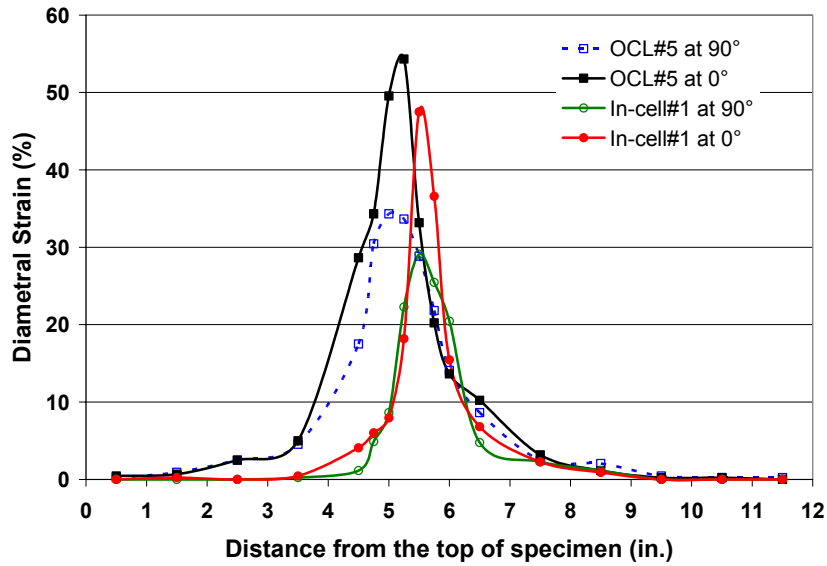 60
50
40
30
20
10
0
Diametral Strain (%)
OCL#5 at 90°
OCL#5 at 0°
In-cell#1 at 90°
In-cell#1 at 0°
0 1 2 3 4 5 6 7 8 9 10 11 12
Distance from the top of specimen (in.)